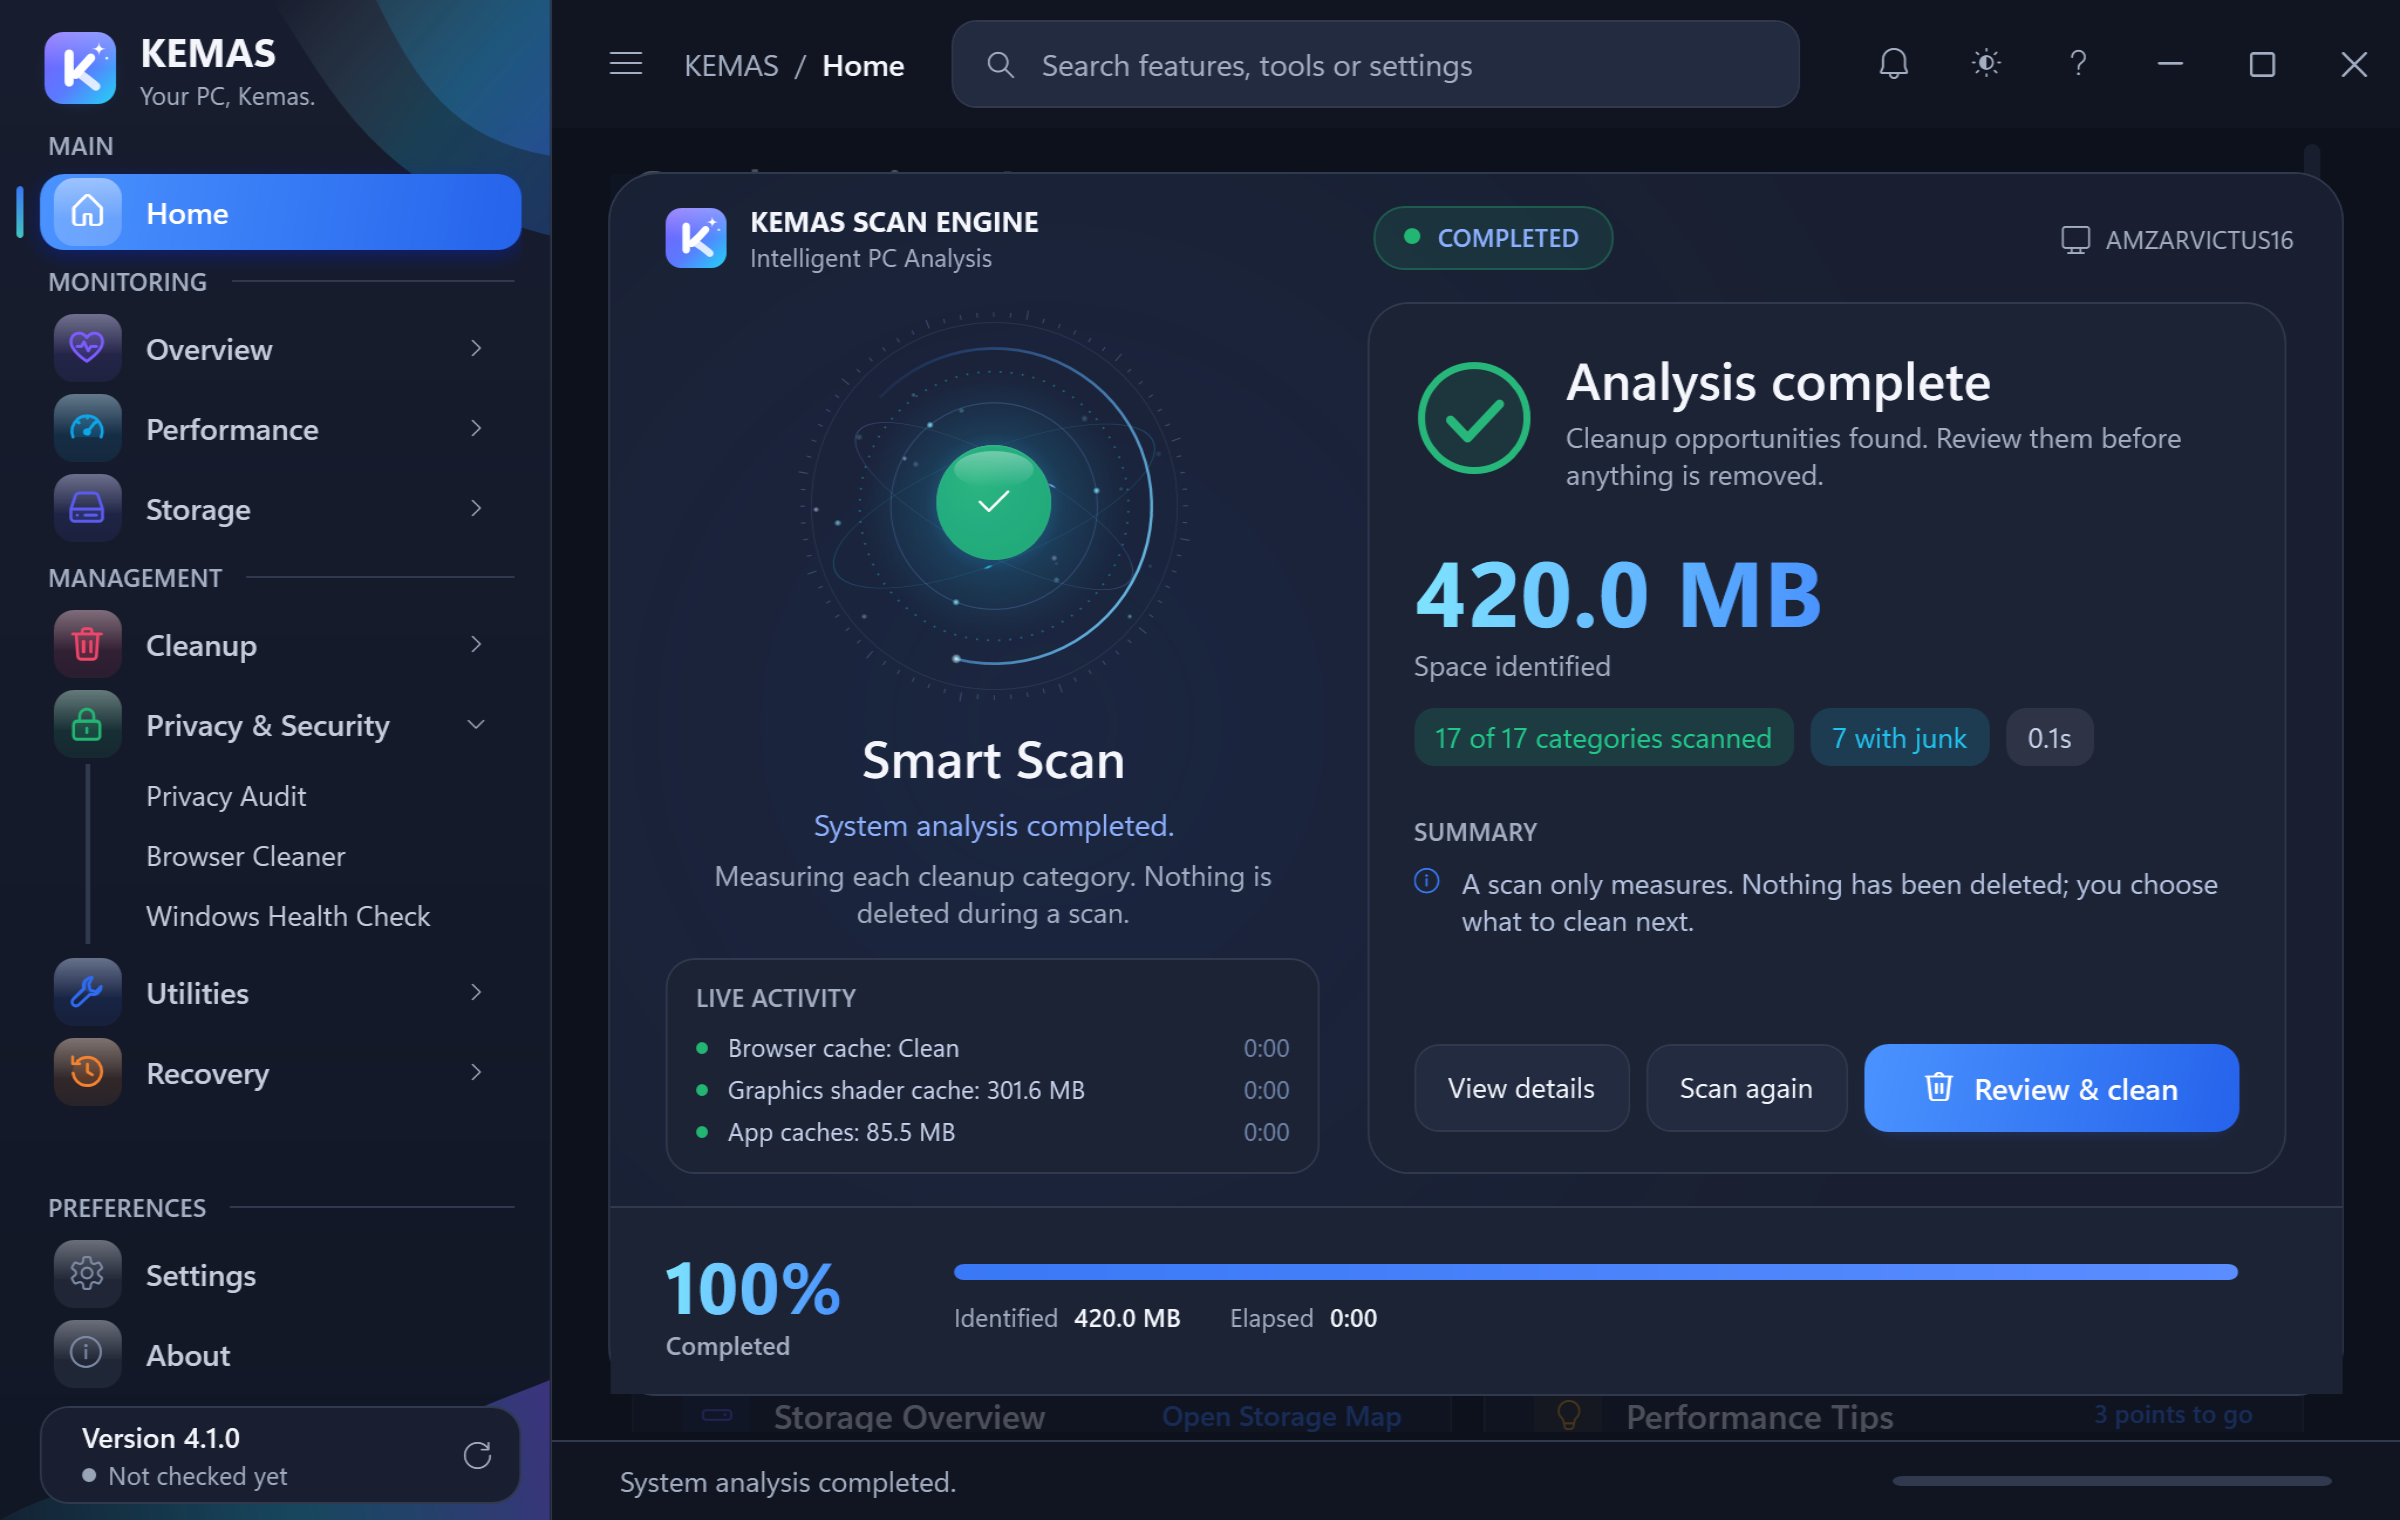 KEMAS
Your PC, Kemas.
MAIN
Home
MONITORING
Overview
Performance
Storage
MANAGEMENT
Cleanup
Privacy & Security
Privacy Audit
Browser Cleaner
Windows Health Check
Utilities
Recovery
PREFERENCES
Settings
About
Version 4.1.0
Not checked yet
KEMAS / Home
Search features, tools or settings
KEMAS SCAN ENGINE
Intelligent PC Analysis
COMPLETED
AMZARVICTUS16
Smart Scan
System analysis completed.
Measuring each cleanup category. Nothing is
deleted during a scan.
LIVE ACTIVITY
Browser cache: Clean 0:00
Graphics shader cache: 301.6 MB 0:00
App caches: 85.5 MB 0:00
Analysis complete
Cleanup opportunities found. Review them before
anything is removed.
420.0 MB
Space identified
17 of 17 categories scanned 7 with junk 0.1s
SUMMARY
A scan only measures. Nothing has been deleted; you choose
what to clean next.
View details Scan again Review & clean
100%
Completed
Identified 420.0 MB Elapsed 0:00
Storage Overview Open Storage Map
Performance Tips 3 points to go
System analysis completed.